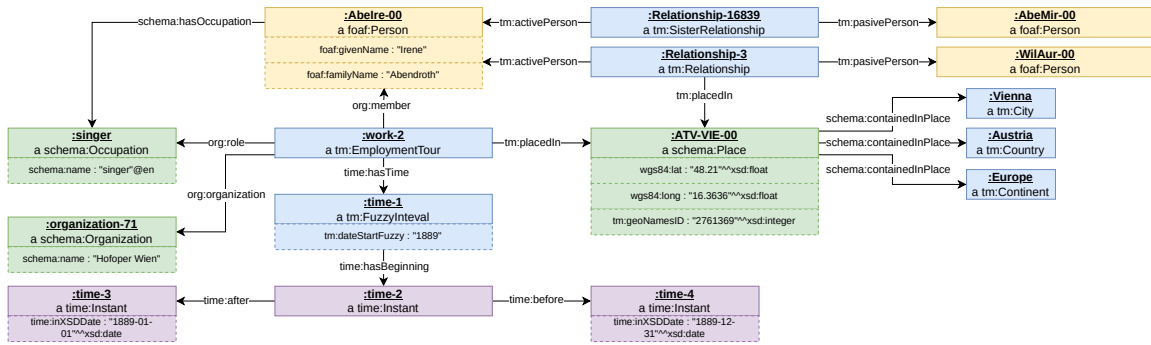 :AbeIre-00
a foaf:Person
foaf:givenName : "Irene"
foaf:familyName : "Abendroth"
schema:hasOccupation
tm:activePerson
:Relationship-16839
a tm:SisterRelationship
tm:pasivePerson
:AbeMir-00
a foaf:Person
tm:activePerson
:Relationship-3
a tm:Relationship
tm:pasivePerson
:WilAur-00
a foaf:Person
org:member
tm:placedIn
:singer
a schema:Occupation
schema:name : "singer"@en
org:role
:work-2
a tm:EmploymentTour
tm:placedIn
:ATV-VIE-00
a schema:Place
wgs84:lat : "48.21"^^xsd:float
wgs84:long : "16.3636"^^xsd:float
tm:geoNamesID : "2761369"^^xsd:integer
schema:containedInPlace
schema:containedInPlace
schema:containedInPlace
:Vienna
a tm:City
:Austria
a tm:Country
:Europe
a tm:Continent
org:organization
tm:hasTime
:organization-71
a schema:Organization
schema:name : "Hofoper Wien"
:time-1
a tm:FuzzyInteval
tm:dateStartFuzzy : "1889"
time:hasBeginning
:time-3
a time:Instant
time:inXSDDate : "1889-01-
01"^^xsd:date
time:after
:time-2
a time:Instant
time:before
:time-4
a time:Instant
time:inXSDDate : "1889-12-
31"^^xsd:date